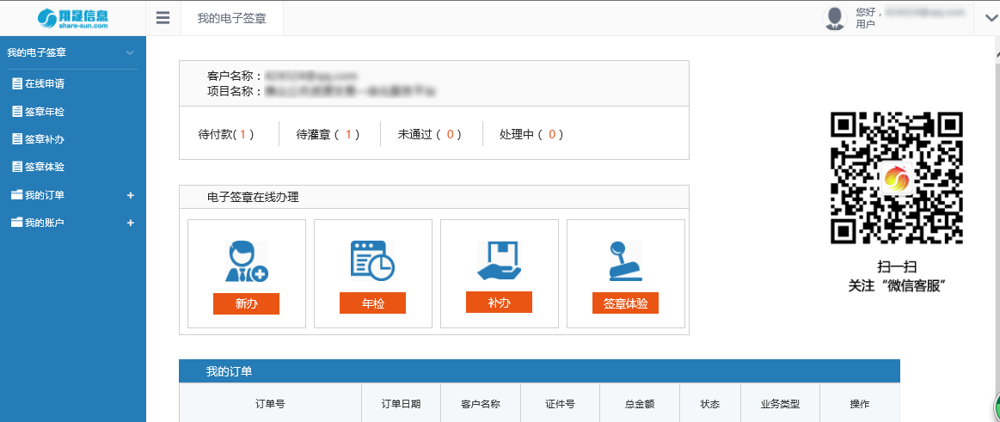 翔晟信息
share-sun.com
我的电子签章
您好，
用户
我的电子签章
在线申请
签章年检
签章补办
签章体验
我的订单
我的账户
客户名称：
项目名称：
待付款( 1 ) 待灌章 ( 1 ) 未通过 ( 0 ) 处理中 ( 0 )
电子签章在线办理
新办 年检 补办 签章体验
扫一扫
关注“微信客服”
我的订单
订单号 订单日期 客户名称 证件号 总金额 状态 业务类型 操作